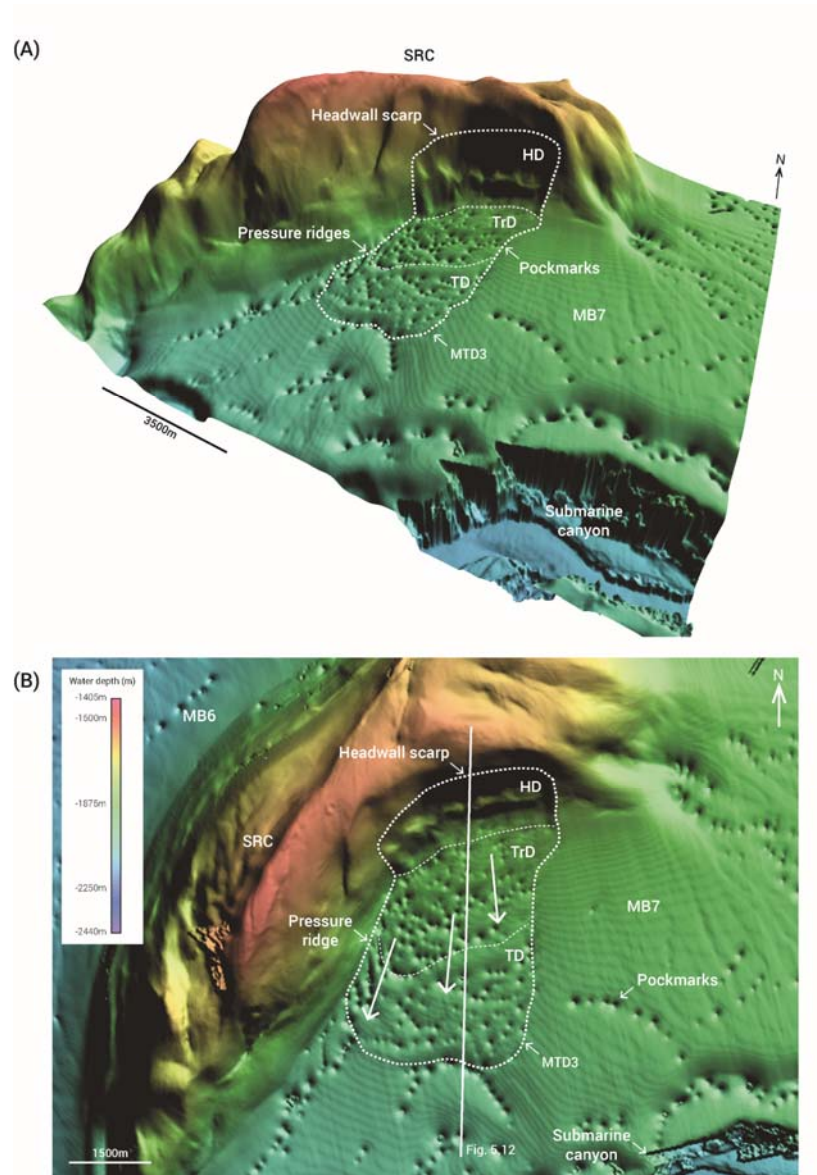 (A)
SRC
Headwall scarp
HD
N
TrD
Pressure ridges
Pockmarks
TD
MB7
MTD3
3500m
Submarine
canyon
(B)
Water depth (m)
-1405m
-1500m
-1875m
-2250m
-2440m
MB6
N
Headwall scarp
HD
SRC
TrD
MB7
Pressure
ridge
TD
Pockmarks
MTD3
Submarine
canyon
Fig. 5.12
1500m